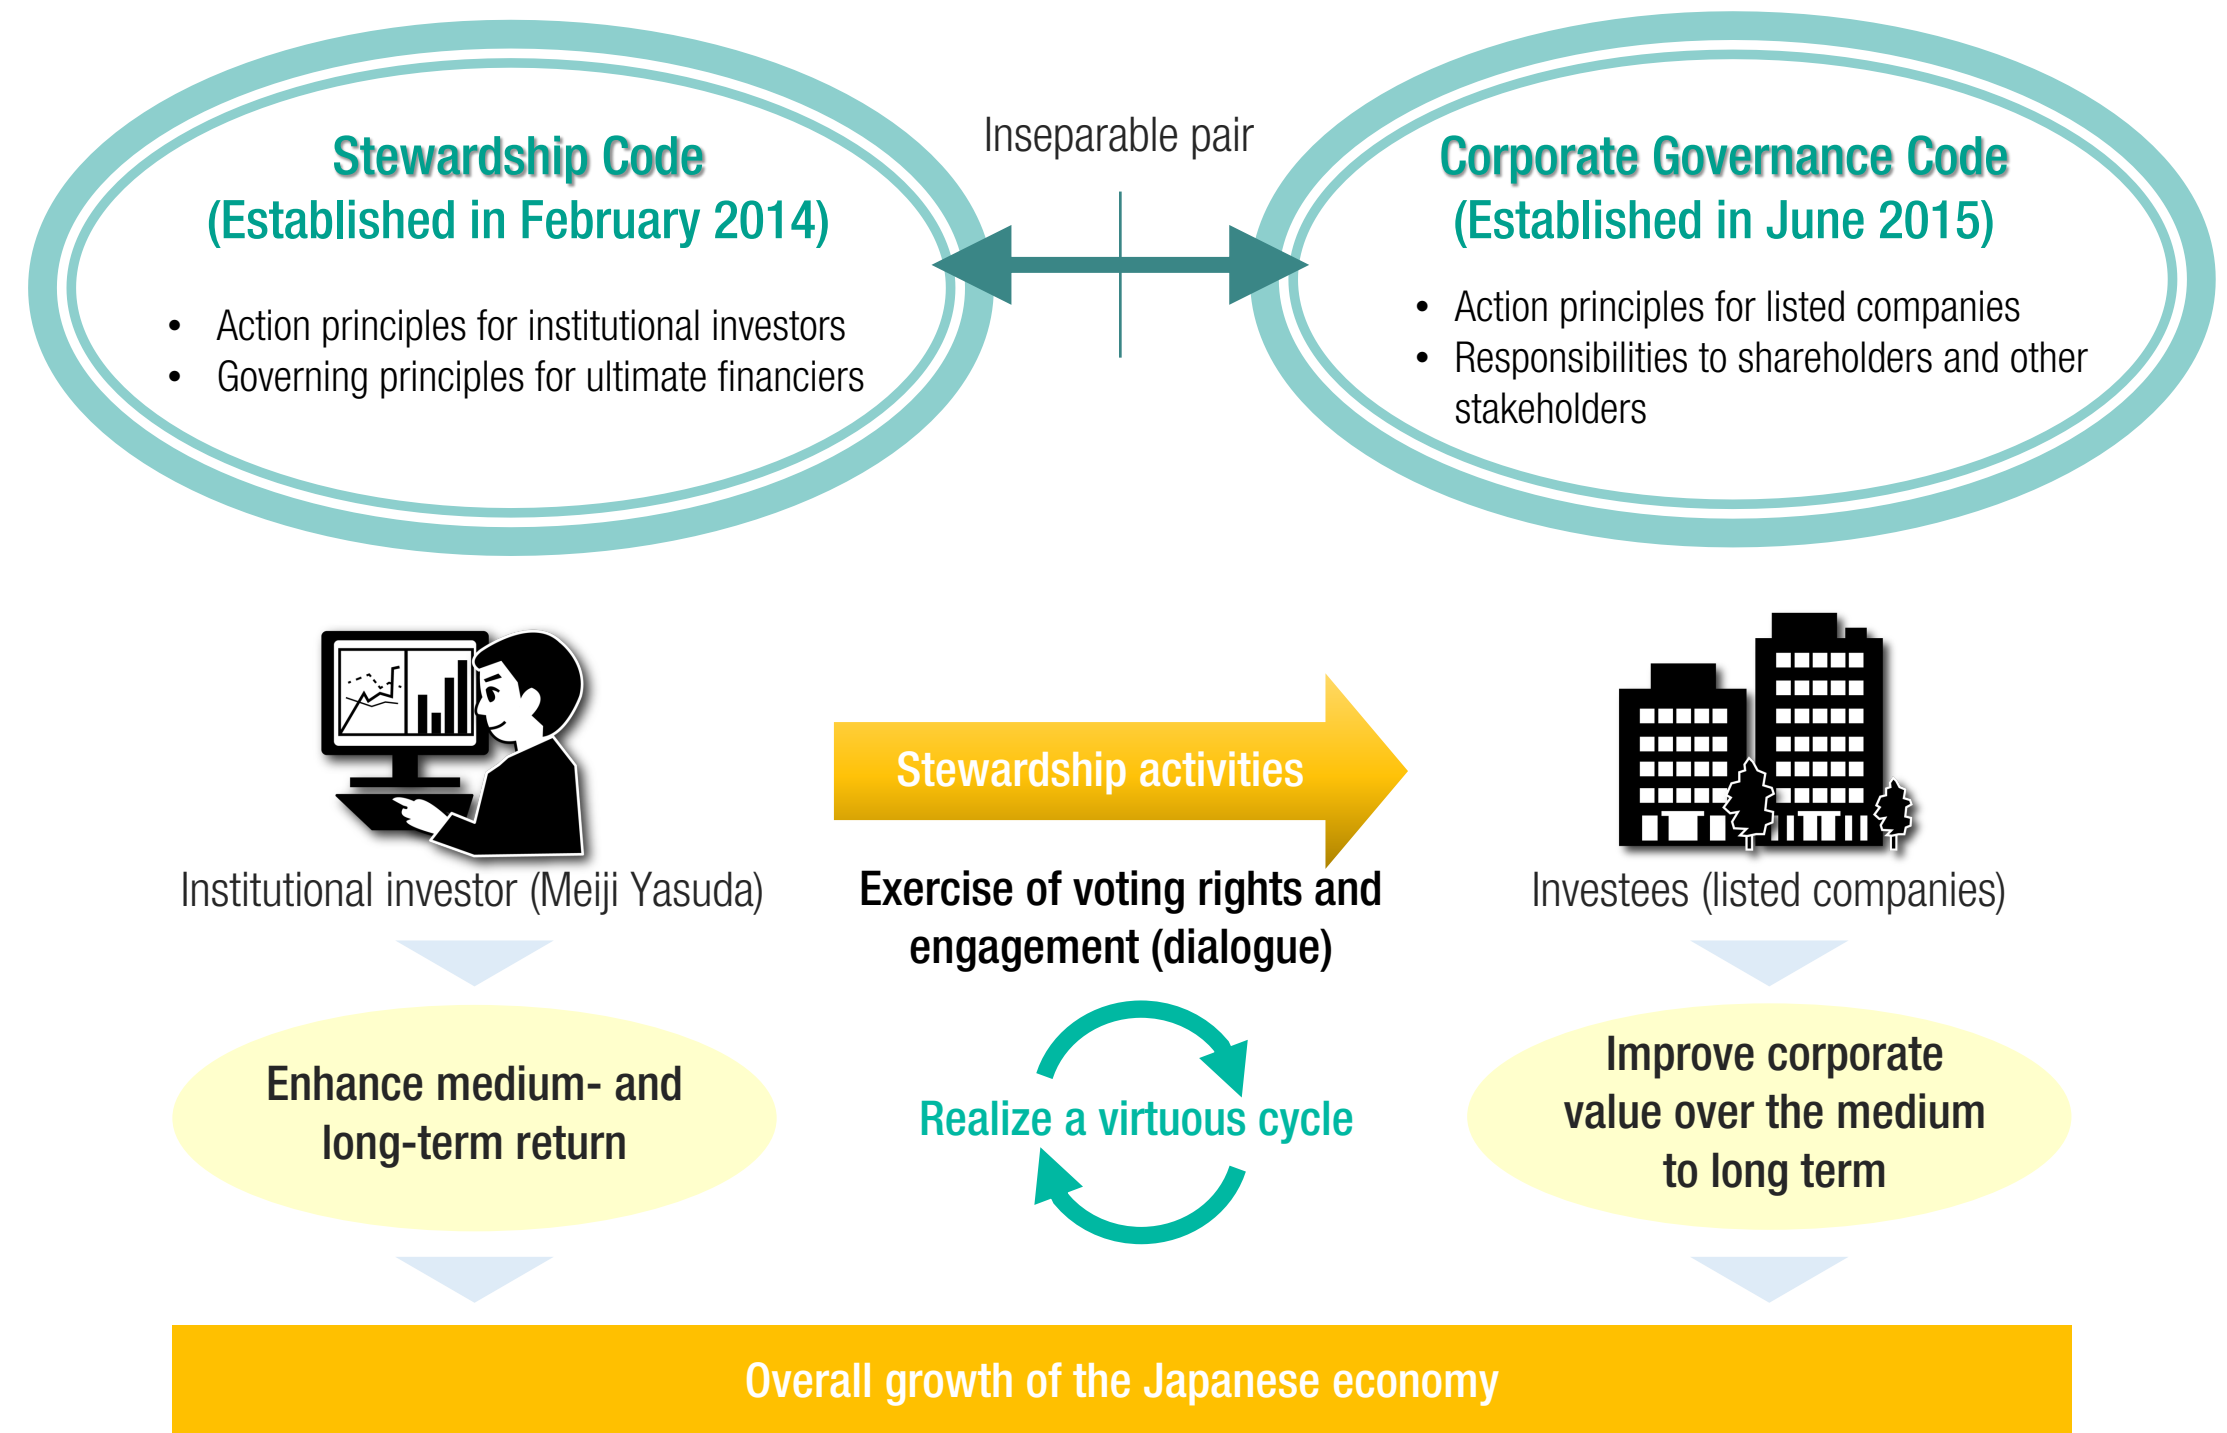 Stewardship Code
(Established in February 2014)
• Action principles for institutional investors
• Governing principles for ultimate financiers
Inseparable pair
Corporate Governance Code
(Established in June 2015)
• Action principles for listed companies
• Responsibilities to shareholders and other
stakeholders
Institutional investor (Meiji Yasuda)
Stewardship activities
Exercise of voting rights and
engagement (dialogue)
Investees (listed companies)
Enhance medium- and
long-term return
Realize a virtuous cycle
Improve corporate
value over the medium
to long term
Overall growth of the Japanese economy